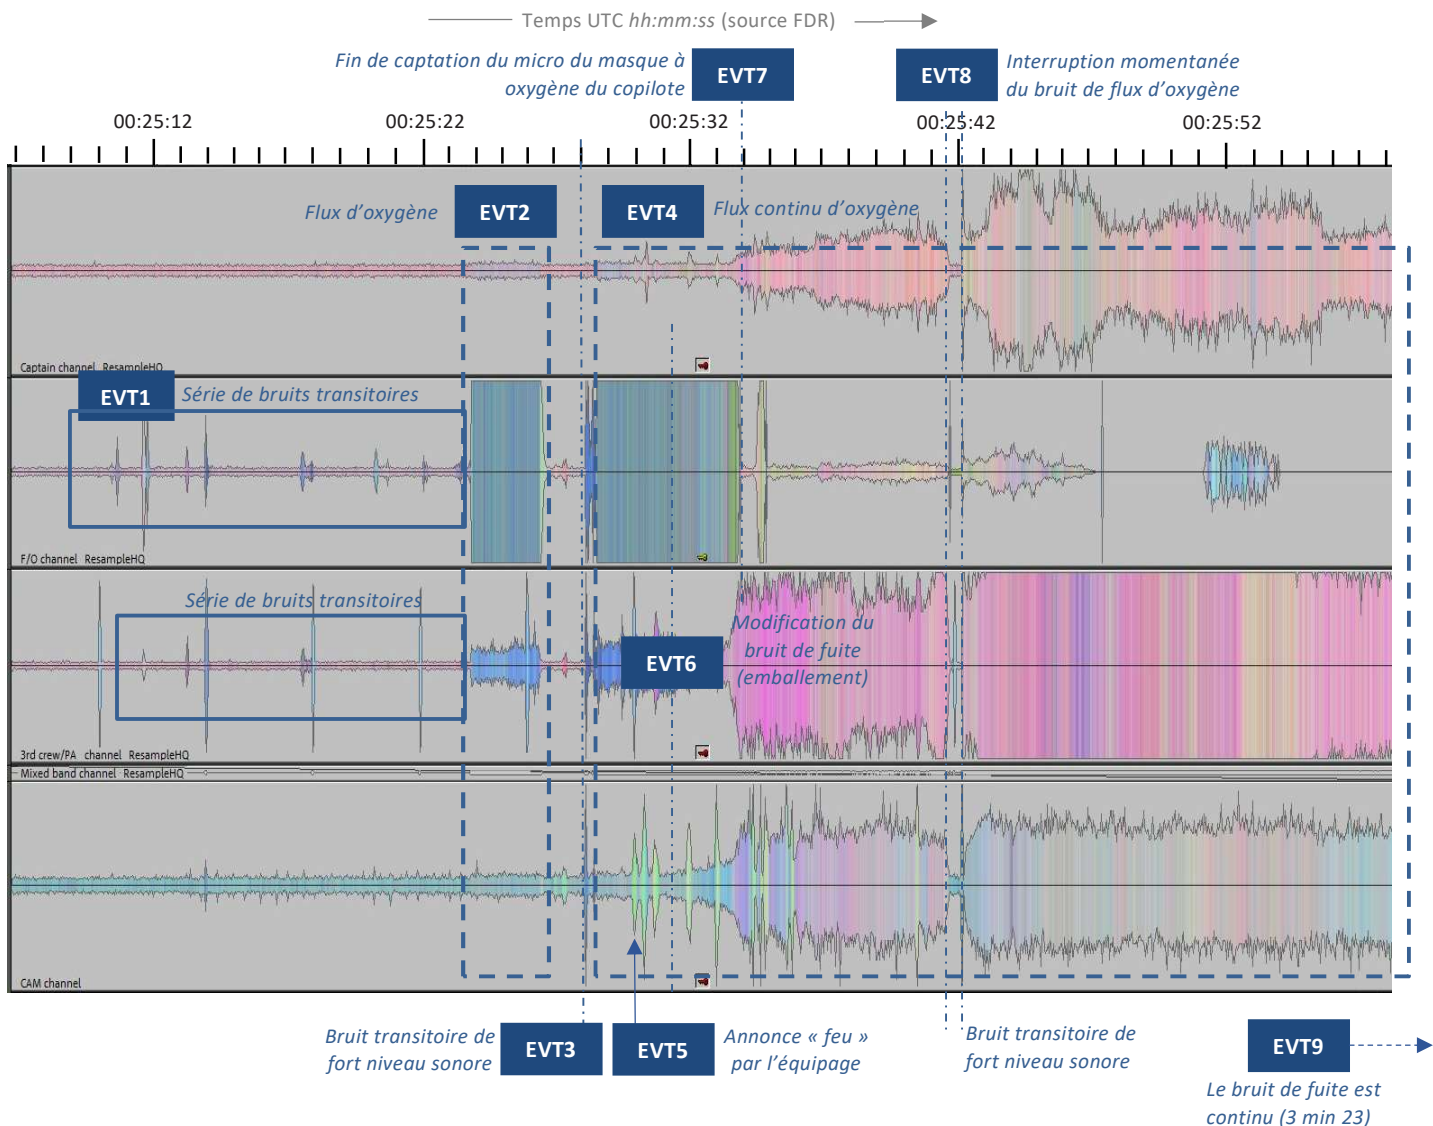 Temps UTC hh:mm:ss (source FDR)
Fin de captation du micro du masque à
oxygène du copilote
EVT7
EVT8
Interruption momentanée
du bruit de flux d'oxygène
00:25:12
00:25:22
00:25:32
00:25:42
00:25:52
Flux d'oxygène
EVT2
EVT4
Flux continu d'oxygène
Captain channel ResampleHQ
EVT1
Série de bruits transitoires
F/O channel ResampleHQ
Série de bruits transitoires
EVT6
Modification du
bruit de fuite
(emballement)
3rd crew/PA channel ResampleHQ
Mixed band channel ResampleHQ
CAM channel
Bruit transitoire de
fort niveau sonore
EVT3
EVT5
Annonce « feu »
par l'équipage
Bruit transitoire de
fort niveau sonore
EVT9
Le bruit de fuite est
continu (3 min 23)